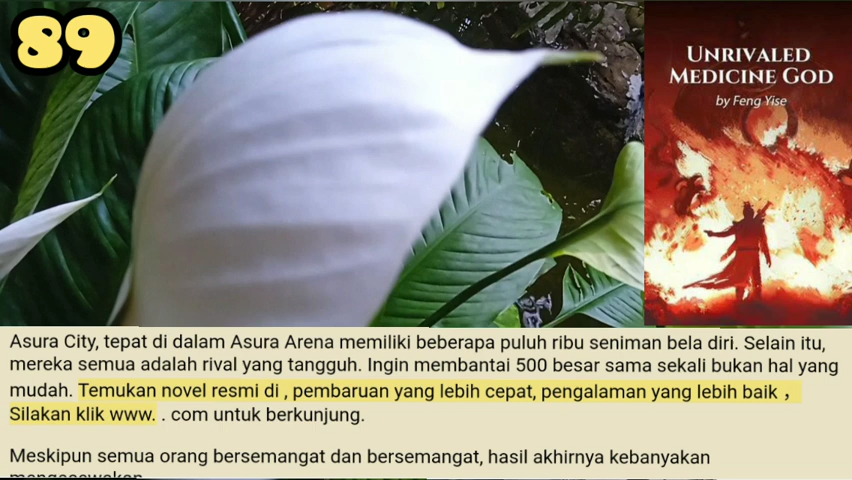 89
UNRIVALED
MEDICINE GOD
by Feng Yise
Asura City, tepat di dalam Asura Arena memiliki beberapa puluh ribu seniman bela diri. Selain itu,
mereka semua adalah rival yang tangguh. Ingin membantai 500 besar sama sekali bukan hal yang
mudah. Temukan novel resmi di , pembaruan yang lebih cepat, pengalaman yang lebih baik ，
Silakan klik www. . com untuk berkunjung.
Meskipun semua orang bersemangat dan bersemangat, hasil akhirnya kebanyakan